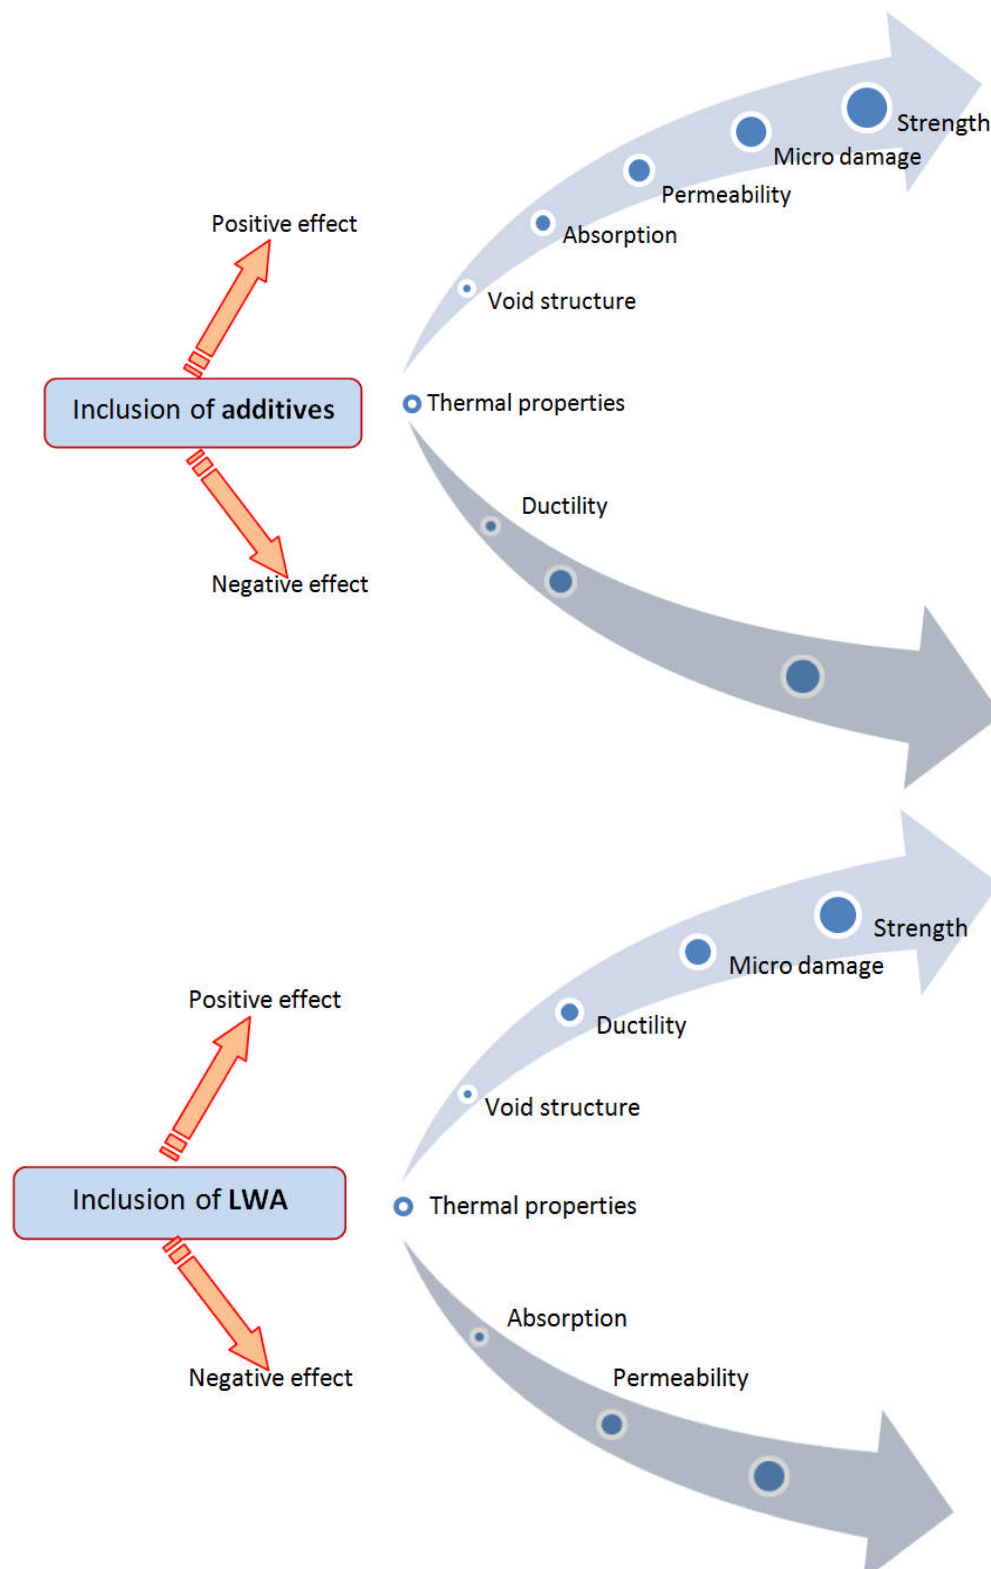 Strength
Micro damage
Permeability
Positive effect
Absorption
Void structure
Inclusion of additives
Thermal properties
Ductility
Negative effect
Strength
Micro damage
Positive effect
Ductility
Void structure
Inclusion of LWA
Thermal properties
Absorption
Permeability
Negative effect